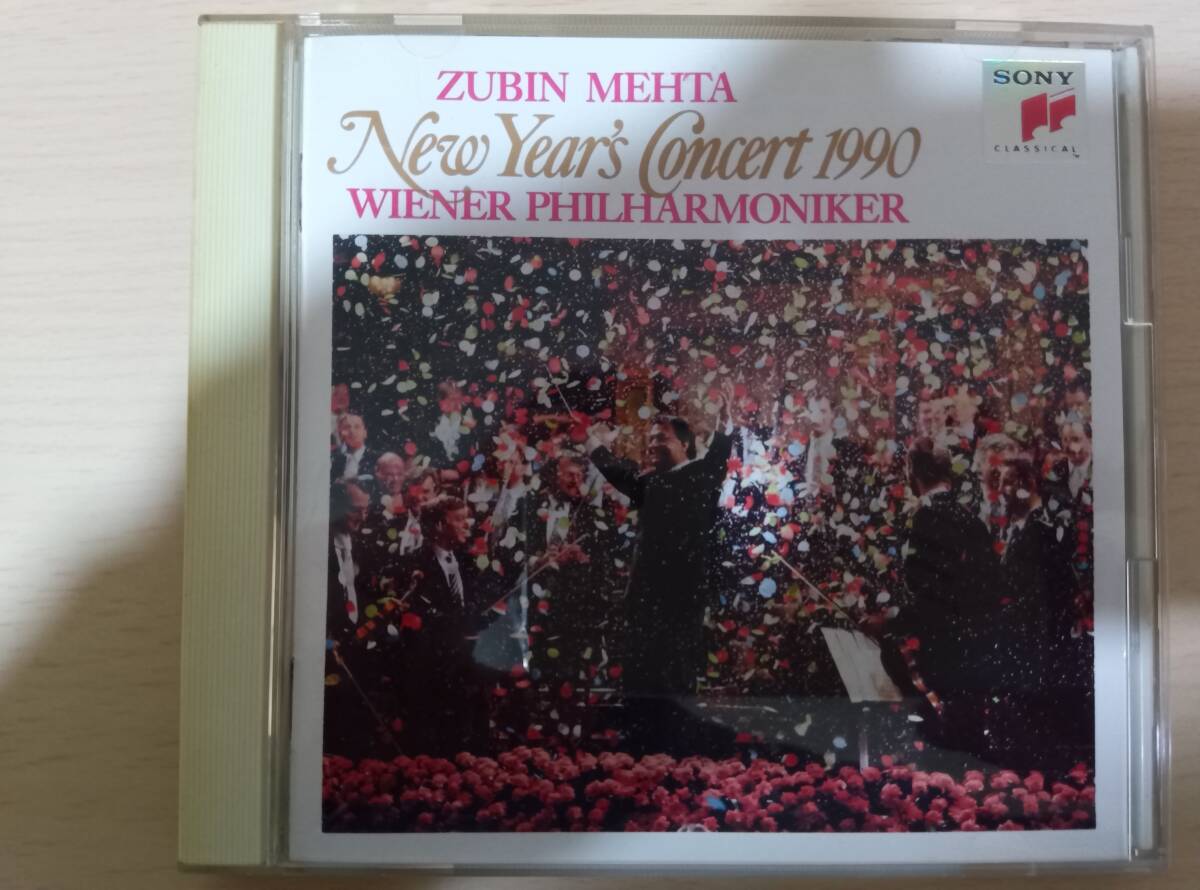 ZUBIN MEHTA
New Year's Concert 1990
WIENER PHILHARMONIKER
SONY
CLASSICAL